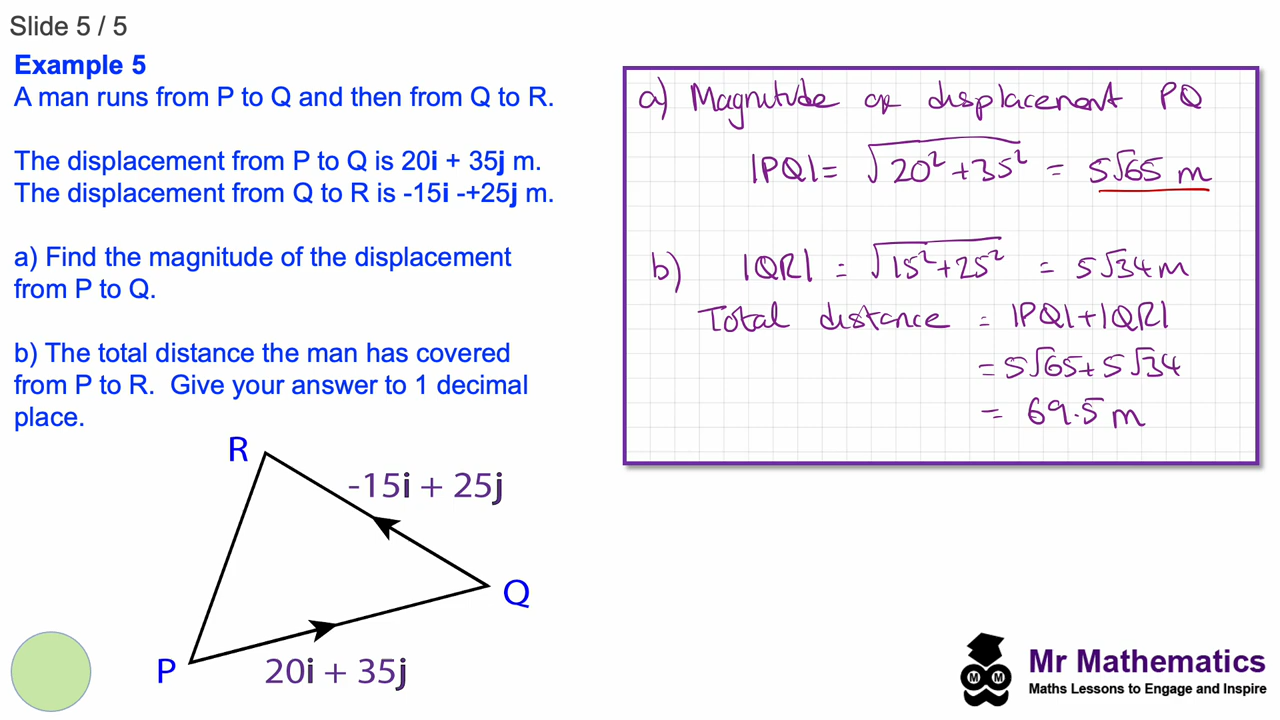 Slide 5 / 5
Example 5
A man runs from P to Q and then from Q to R.
The displacement from P to Q is 20i + 35j m.
The displacement from Q to R is -15i -+25j m.
a) Find the magnitude of the displacement
from P to Q.
b) The total distance the man has covered
from P to R. Give your answer to 1 decimal
place.
R
-15i + 25j
Q
P
20i + 35j
a) Magnitude of displacement PQ
|PQ| = √20² + 35² = 5√65 m
b) |QR| = √15² + 25² = 5√34 m
Total distance = |PQ| + |QR|
= 5√65 + 5√34
= 69.5 m
M M
Mr Mathematics
Maths Lessons to Engage and Inspire